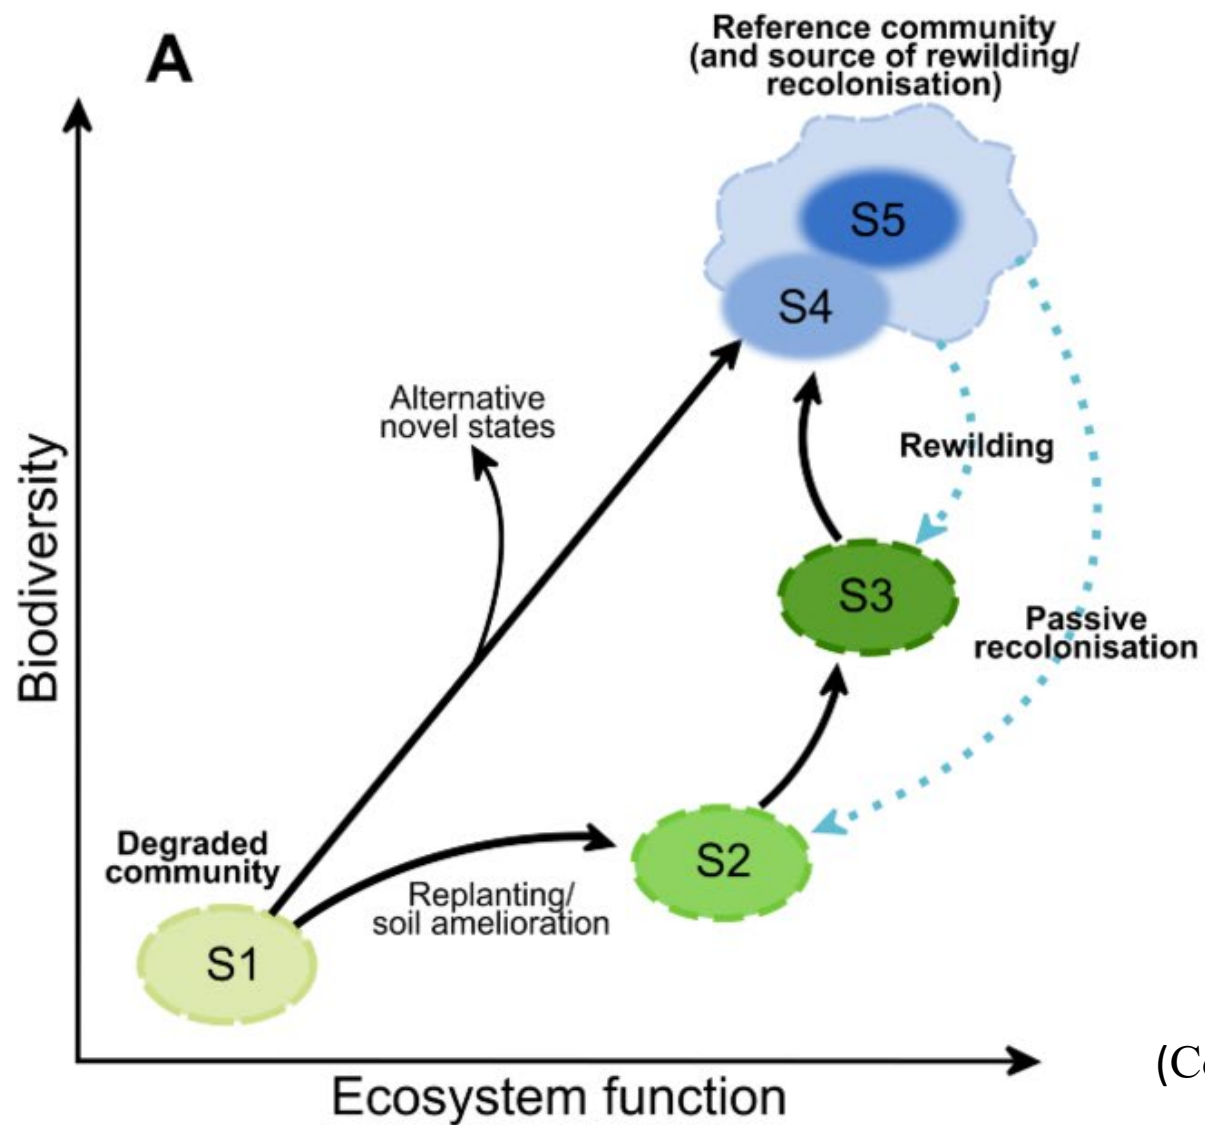 A
Reference community
(and source of rewilding/
recolonisation)
S5
S4
Alternative
novel states
Rewilding
Biodiversity
S3
Passive
recolonisation
Degraded
community
S2
Replanting/
soil amelioration
S1
Ecosystem function